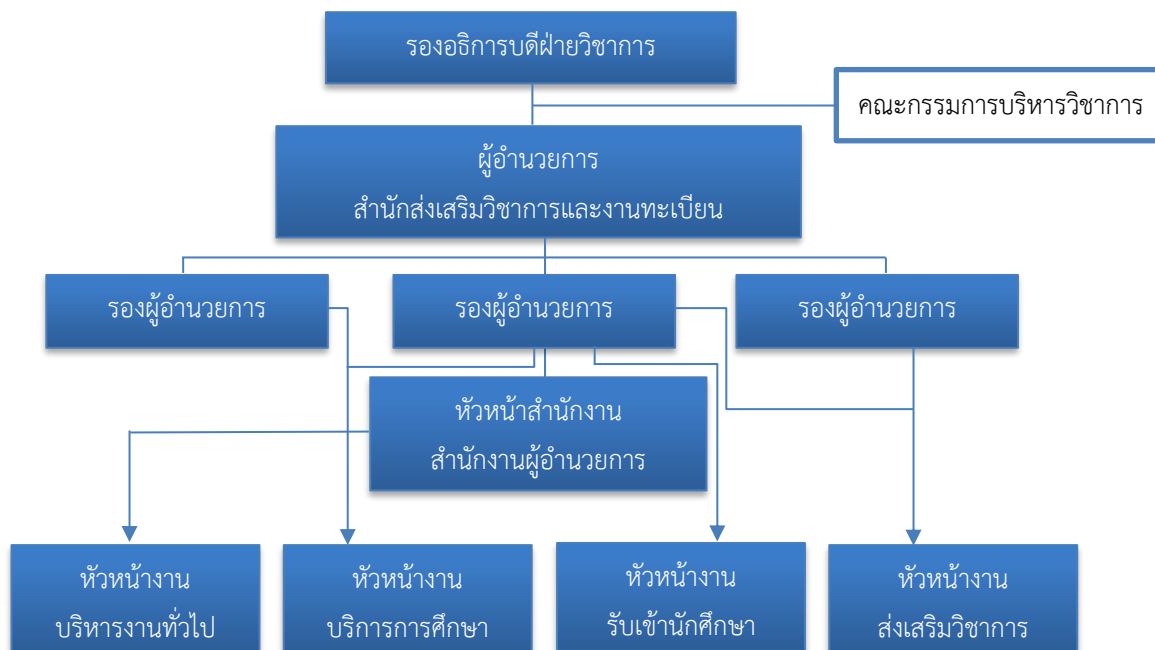 รองอธิการบดีฝ่ายวิชาการ
คณะกรรมการบริหารวิชาการ
ผู้อำนวยการ
สำนักส่งเสริมวิชาการและงานทะเบียน
รองผู้อำนวยการ
รองผู้อำนวยการ
รองผู้อำนวยการ
หัวหน้าสำนักงาน
สำนักงานผู้อำนวยการ
หัวหน้างาน
บริหารงานทั่วไป
หัวหน้างาน
บริการการศึกษา
หัวหน้างาน
รับเข้านักศึกษา
หัวหน้างาน
ส่งเสริมวิชาการ